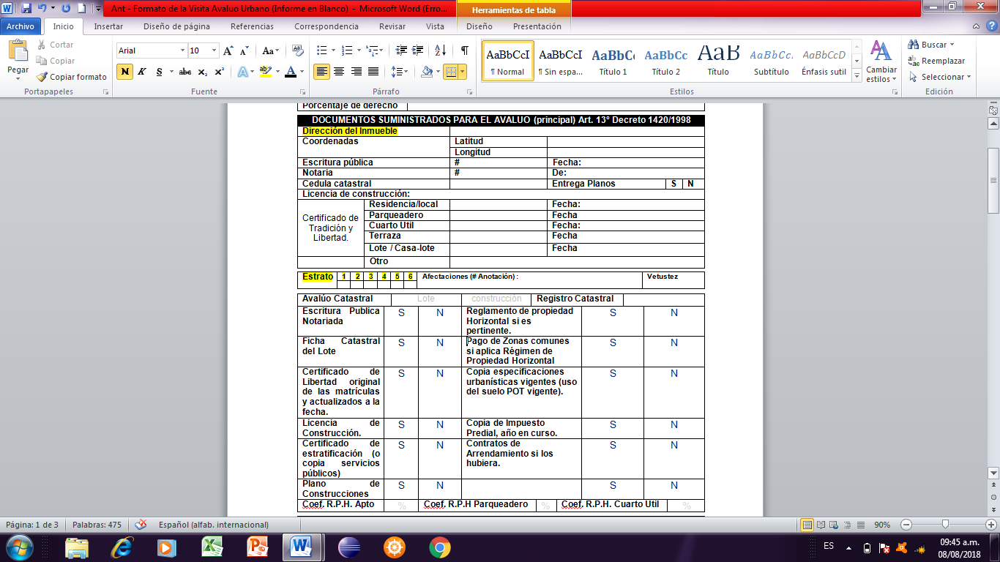 Ant - Formato de la Visita Avaluo Urbano (Informe en Blanco) - Microsoft Word (Erro...
Herramientas de tabla
Archivo Inicio Insertar Diseño de página Referencias Correspondencia Revisar Vista Diseño Presentación
Pegar
Cortar
Copiar
Copiar formato
Portapapeles
Arial 10
N K S abc x₂ x²
Fuente
Párrafo
AaBbCcI AaBbCcI AaBbCc AaBbCc AaB AaBbCc. AaBbCcD
¶ Normal ¶ Sin espa... Título 1 Título 2 Título Subtítulo Énfasis sutil
Cambiar estilos
Estilos
Buscar
Reemplazar
Seleccionar
Edición
Porcentaje de derecho
DOCUMENTOS SUMINISTRADOS PARA EL AVALUO (principal) Art. 13º Decreto 1420/1998
Dirección del Inmueble
Coordenadas Latitud
Longitud
Escritura pública # Fecha:
Notaria # De:
Cedula catastral Entrega Planos S N
Licencia de construcción:
Certificado de
Tradición y
Libertad.
Residencia/local Fecha:
Parqueadero Fecha
Cuarto Util Fecha:
Terraza Fecha
Lote / Casa-lote Fecha
Otro
Estrato 1 2 3 4 5 6 Afectaciones (# Anotación) : Vetustez
Avalúo Catastral Lote construcción Registro Catastral
Escritura Publica
Notariada
S N
Reglamento de propiedad
Horizontal si es
pertinente.
S N
Ficha Catastral
del Lote
S N
Pago de Zonas comunes
si aplica Régimen de
Propiedad Horizontal
S N
Certificado de
Libertad original
de las matrículas
y actualizados a la
fecha.
S N
Copia especificaciones
urbanísticas vigentes (uso
del suelo POT vigente).
S N
Licencia de
Construcción.
S N
Copia de Impuesto
Predial, año en curso.
S N
Certificado de
estratificación (o
copia servicios
públicos)
S N
Contratos de
Arrendamiento si los
hubiera.
S N
Plano de
Construcciones
S N
S N
Coef. R.P.H. Apto % Coef. R.P.H Parqueadero % Coef. R.P.H. Cuarto Util %
Página: 1 de 3 Palabras: 475 Español (alfab. internacional) 90%
ES
09:45 a.m.
08/08/2018